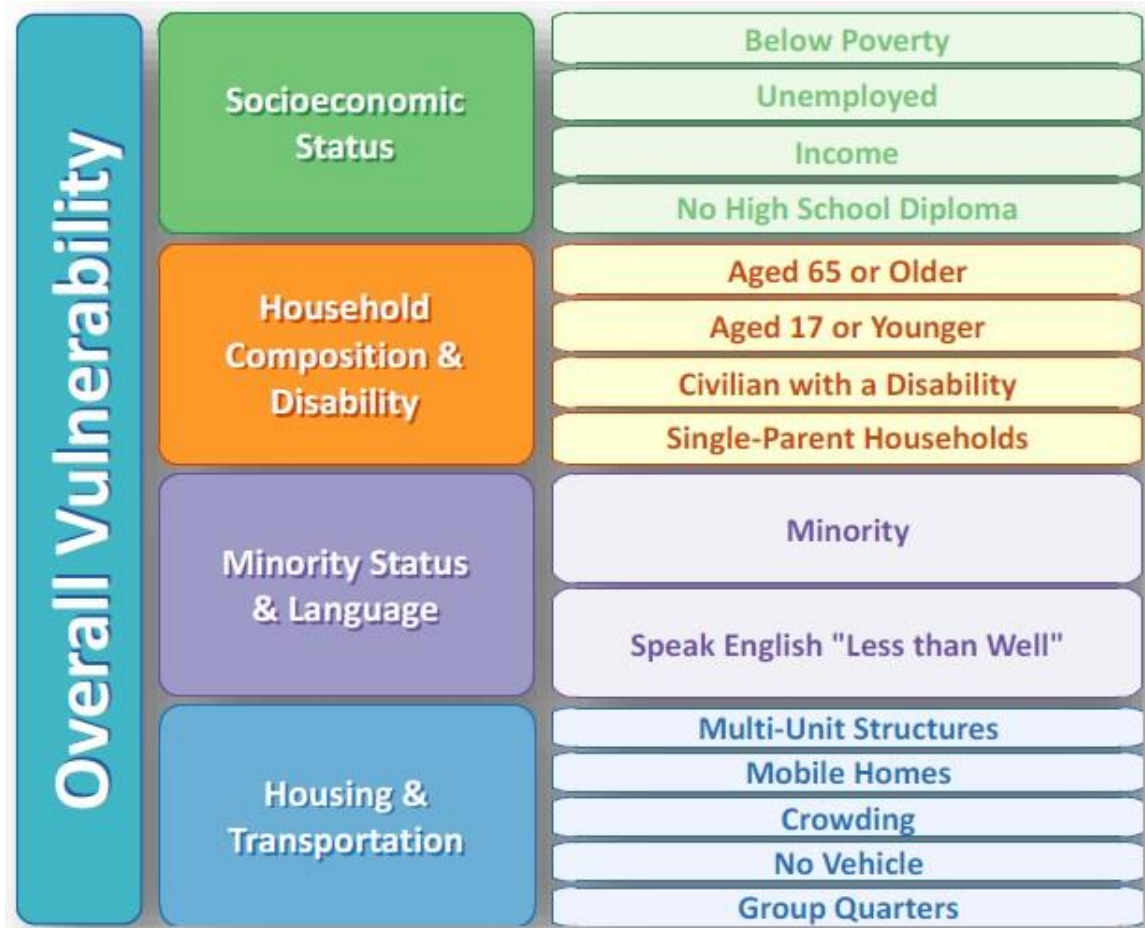 Overall Vulnerability
Socioeconomic
Status
Below Poverty
Unemployed
Income
No High School Diploma
Household
Composition &
Disability
Aged 65 or Older
Aged 17 or Younger
Civilian with a Disability
Single-Parent Households
Minority Status
& Language
Minority
Speak English "Less than Well"
Housing &
Transportation
Multi-Unit Structures
Mobile Homes
Crowding
No Vehicle
Group Quarters